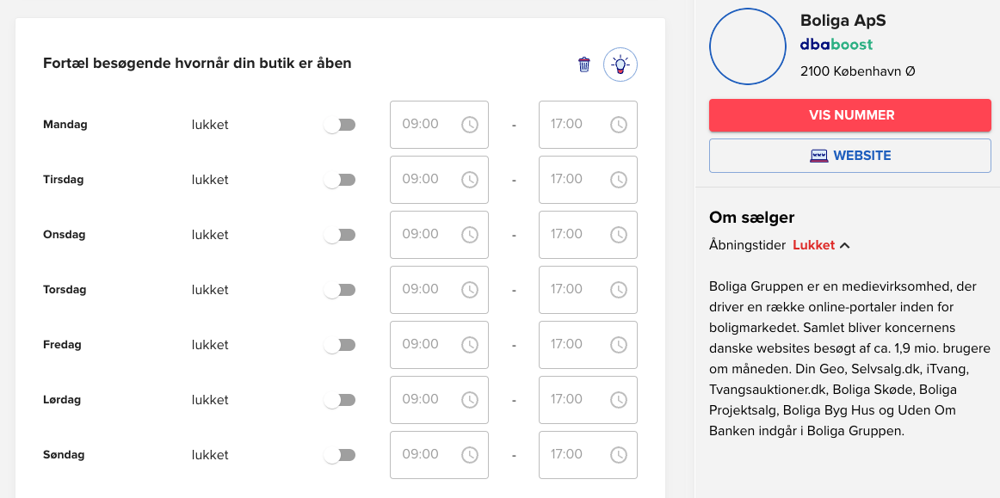 Fortæl besøgende hvornår din butik er åben
Mandag lukket 09:00 - 17:00
Tirsdag lukket 09:00 - 17:00
Onsdag lukket 09:00 - 17:00
Torsdag lukket 09:00 - 17:00
Fredag lukket 09:00 - 17:00
Lørdag lukket 09:00 - 17:00
Søndag lukket 09:00 - 17:00
Boliga ApS
dbaboost
2100 København Ø
VIS NUMMER
WEBSITE
Om sælger
Åbningstider Lukket
Boliga Gruppen er en medievirksomhed, der
driver en række online-portaler inden for
boligmarkedet. Samlet bliver koncernens
danske websites besøgt af ca. 1,9 mio. brugere
om måneden. Din Geo, Selvsalg.dk, iTvang,
Tvangsauktioner.dk, Boliga Skøde, Boliga
Projektsalg, Boliga Byg Hus og Uden Om
Banken indgår i Boliga Gruppen.